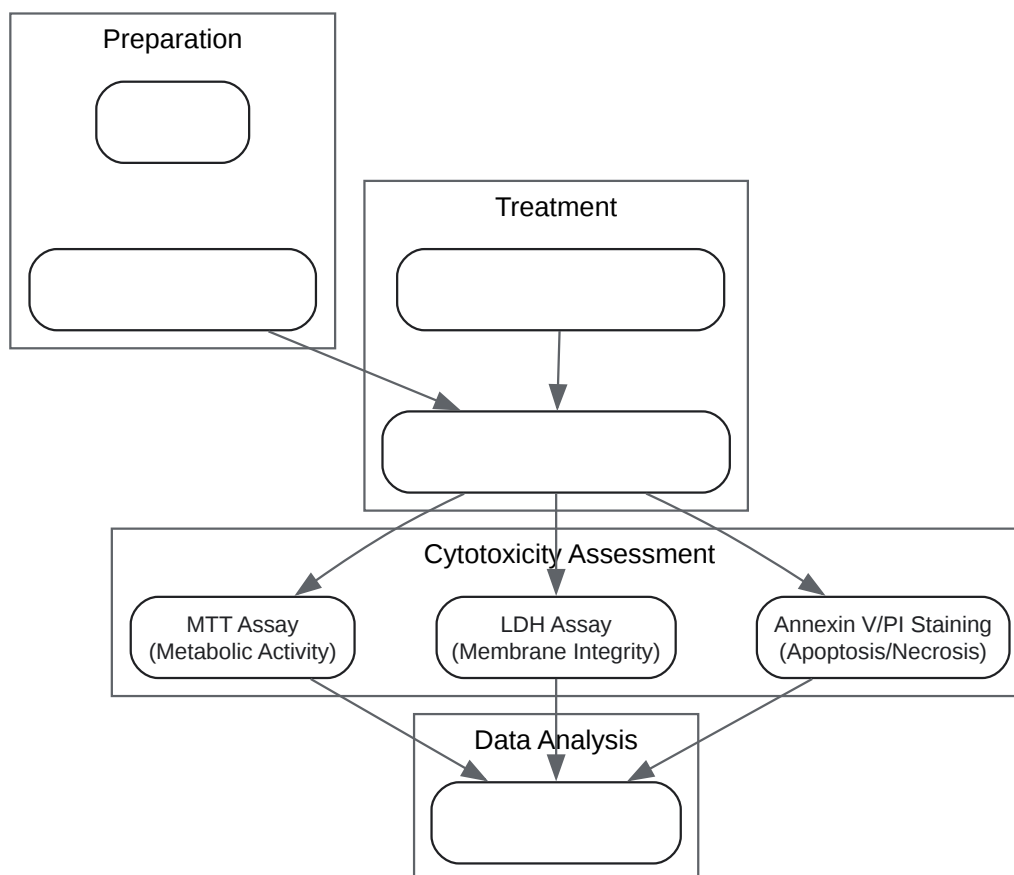 Preparation
Treatment
Cytotoxicity Assessment
MTT Assay
(Metabolic Activity)
LDH Assay
(Membrane Integrity)
Annexin V/PI Staining
(Apoptosis/Necrosis)
Data Analysis